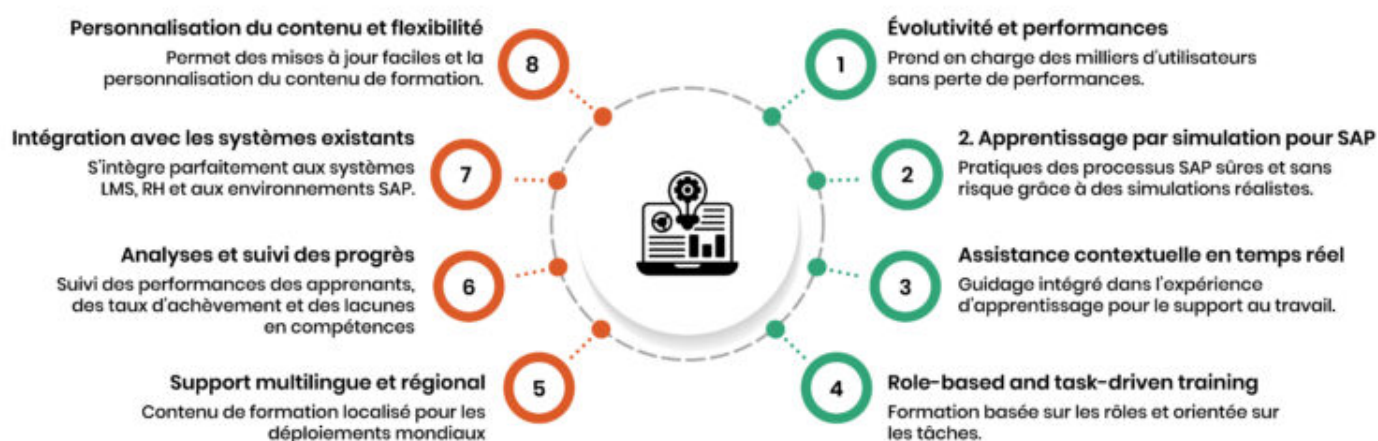 1
Évolutivité et performances
Prend en charge des milliers d'utilisateurs
sans perte de performances.
2
2. Apprentissage par simulation pour SAP
Pratiques des processus SAP sûres et sans
risque grâce à des simulations réalistes.
3
Assistance contextuelle en temps réel
Guidage intégré dans l'expérience
d'apprentissage pour le support au travail.
4
Role-based and task-driven training
Formation basée sur les rôles et orientée sur
les tâches.
5
Support multilingue et régional
Contenu de formation localisé pour les
déploiements mondiaux
6
Analyses et suivi des progrès
Suivi des performances des apprenants,
des taux d'achèvement et des lacunes
en compétences
7
Intégration avec les systèmes existants
S'intègre parfaitement aux systèmes
LMS, RH et aux environnements SAP.
8
Personnalisation du contenu et flexibilité
Permet des mises à jour faciles et la
personnalisation du contenu de formation.